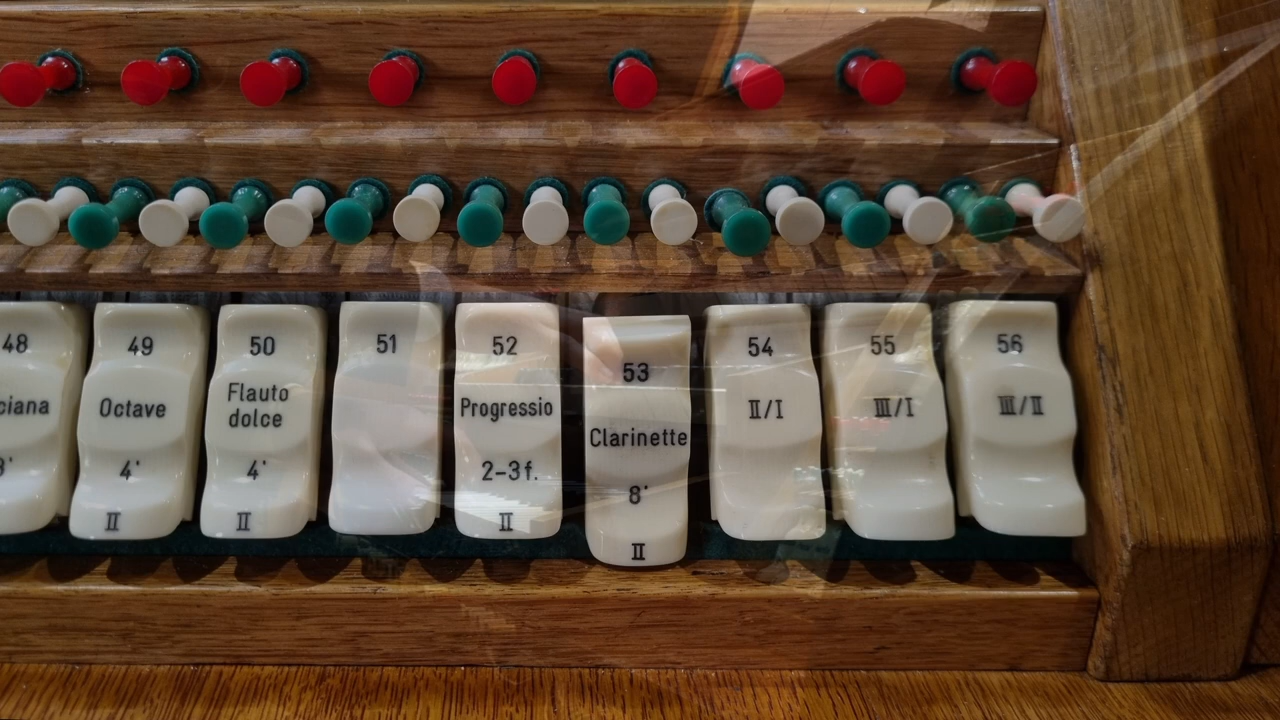 48
ciana
8'
49
Octave
4'
II
50
Flauto
dolce
4'
II
51
52
Progressio
2-3f.
II
53
Clarinette
8'
II
54
II/I
55
III/I
56
III/II